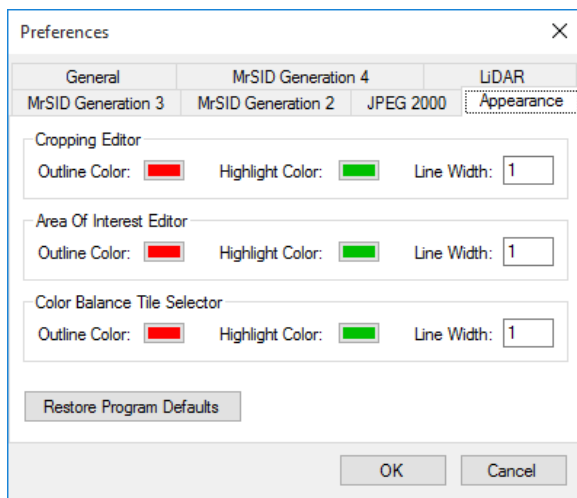 Preferences
General MrSID Generation 4 LiDAR
MrSID Generation 3 MrSID Generation 2 JPEG 2000 Appearance
Cropping Editor
Outline Color: Highlight Color: Line Width: 1
Area Of Interest Editor
Outline Color: Highlight Color: Line Width: 1
Color Balance Tile Selector
Outline Color: Highlight Color: Line Width: 1
Restore Program Defaults
OK Cancel